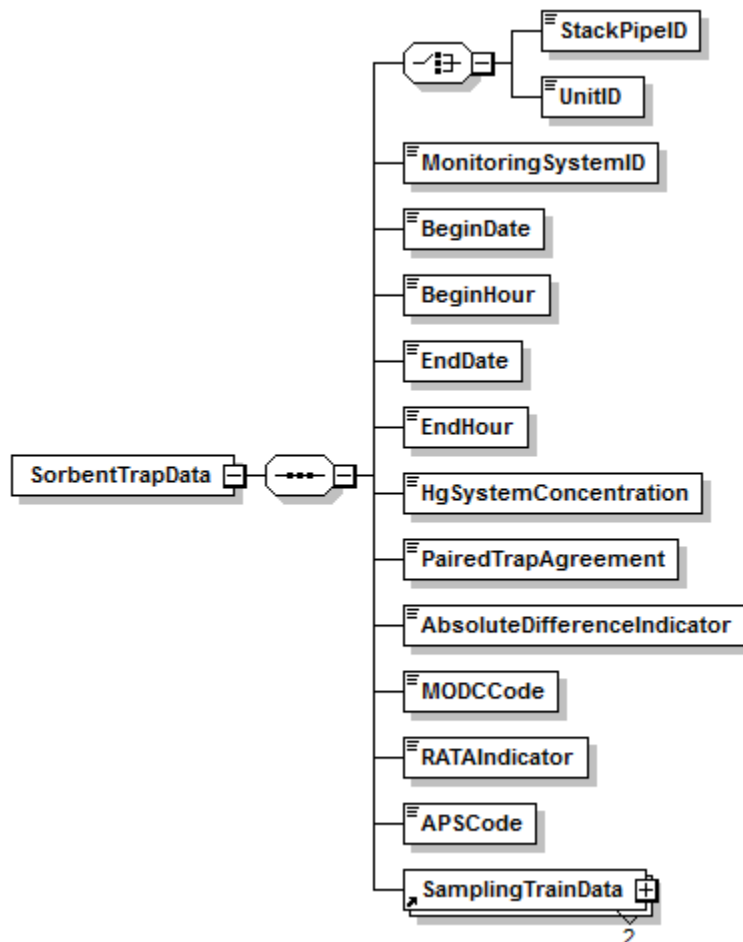 StackPipeID
UnitID
MonitoringSystemID
BeginDate
BeginHour
EndDate
EndHour
SorbentTrapData
HgSystemConcentration
PairedTrapAgreement
AbsoluteDifferenceIndicator
MODCCode
RATAIndicator
APSCode
SamplingTrainData
2